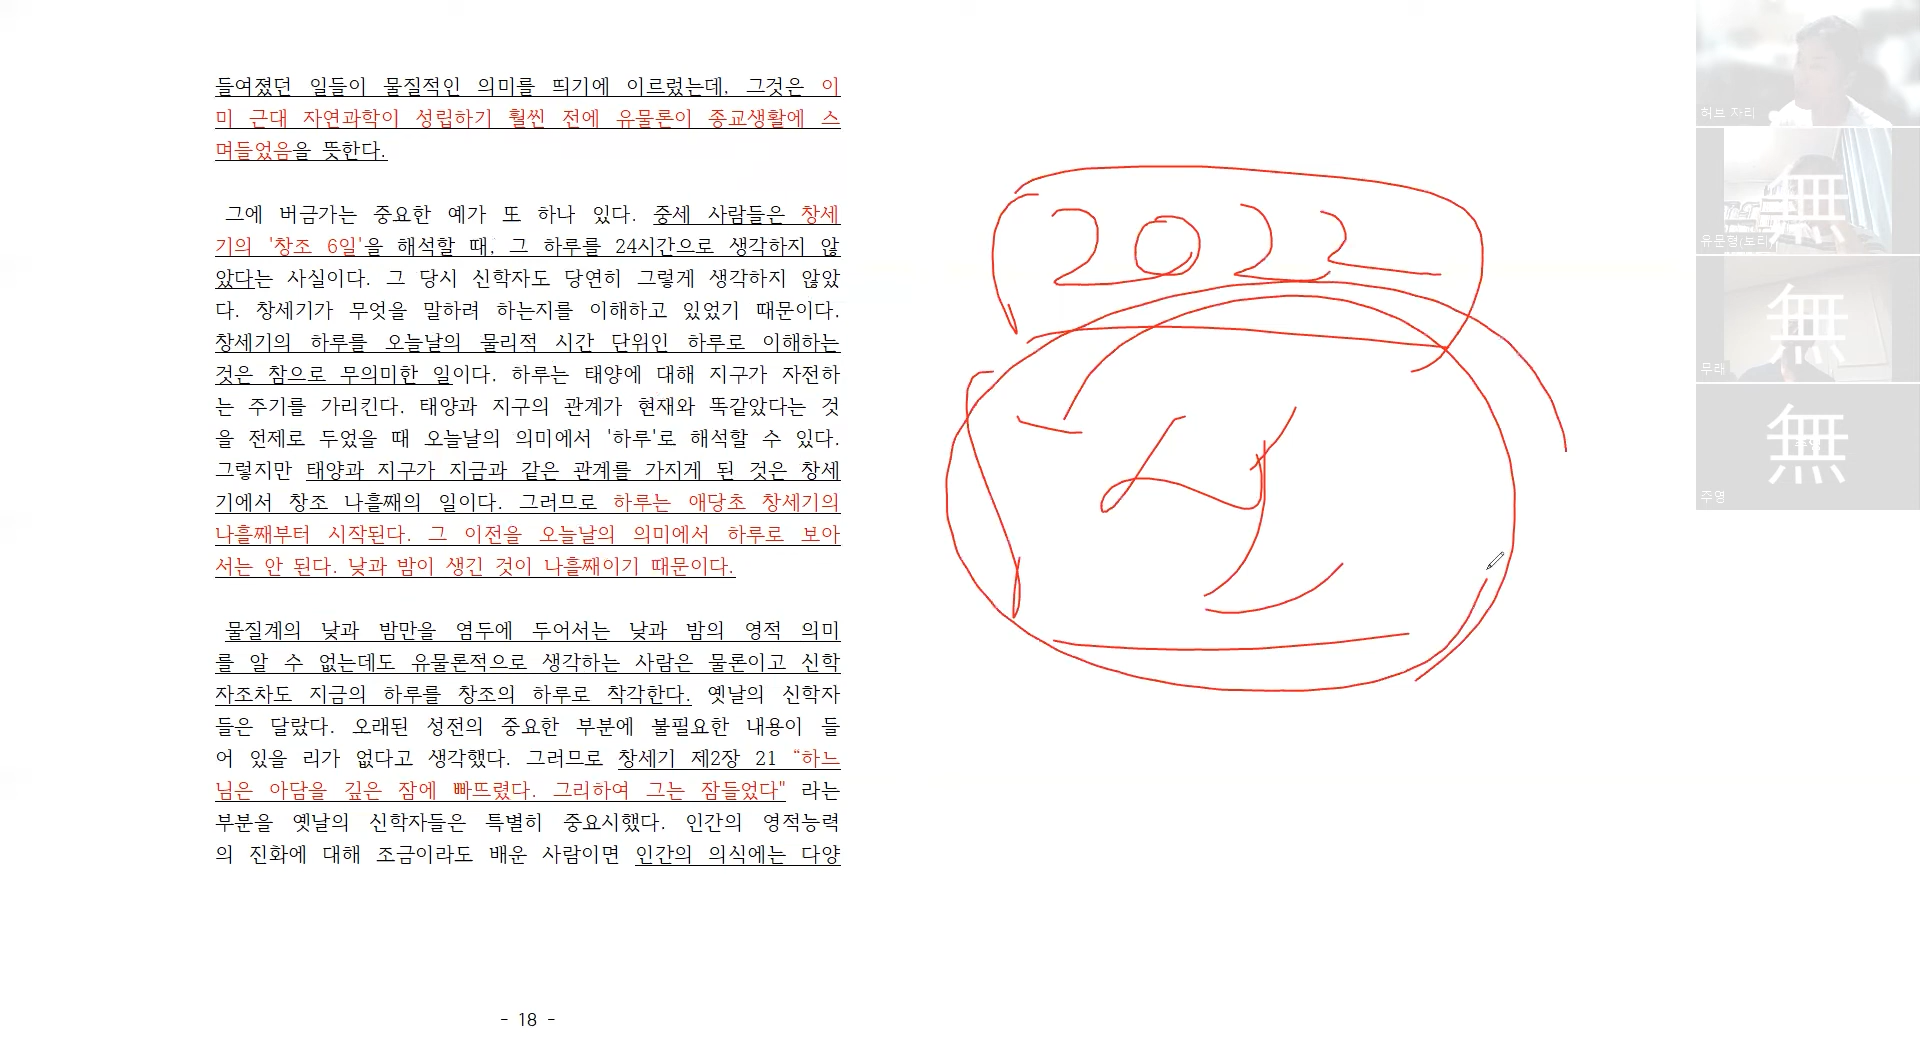 들여졌던 일들이 물질적인 의미를 띄기에 이르렀는데, 그것은 이
미 근대 자연과학이 성립하기 훨씬 전에 유물론이 종교생활에 스
며들었음을 뜻한다.
그에 버금가는 중요한 예가 또 하나 있다. 중세 사람들은 창세
기의 '창조 6일'을 해석할 때, 그 하루를 24시간으로 생각하지 않
았다는 사실이다. 그 당시 신학자도 당연히 그렇게 생각하지 않았
다. 창세기가 무엇을 말하려 하는지를 이해하고 있었기 때문이다.
창세기의 하루를 오늘날의 물리적 시간 단위인 하루로 이해하는
것은 참으로 무의미한 일이다. 하루는 태양에 대해 지구가 자전하
는 주기를 가리킨다. 태양과 지구의 관계가 현재와 똑같았다는 것
을 전제로 두었을 때 오늘날의 의미에서 '하루'로 해석할 수 있다.
그렇지만 태양과 지구가 지금과 같은 관계를 가지게 된 것은 창세
기에서 창조 나흘째의 일이다. 그러므로 하루는 애당초 창세기의
나흘째부터 시작된다. 그 이전을 오늘날의 의미에서 하루로 보아
서는 안 된다. 낮과 밤이 생긴 것이 나흘째이기 때문이다.
물질계의 낮과 밤만을 염두에 두어서는 낮과 밤의 영적 의미
를 알 수 없는데도 유물론적으로 생각하는 사람은 물론이고 신학
자조차도 지금의 하루를 창조의 하루로 착각한다. 옛날의 신학자
들은 달랐다. 오래된 성전의 중요한 부분에 불필요한 내용이 들
어 있을 리가 없다고 생각했다. 그러므로 창세기 제2장 21 “하느
님은 아담을 깊은 잠에 빠뜨렸다. 그리하여 그는 잠들었다" 라는
부분을 옛날의 신학자들은 특별히 중요시했다. 인간의 영적능력
의 진화에 대해 조금이라도 배운 사람이면 인간의 의식에는 다양
- 18 -
2022
허브 자리
無
유문형(보리)
無
무래
無
주영